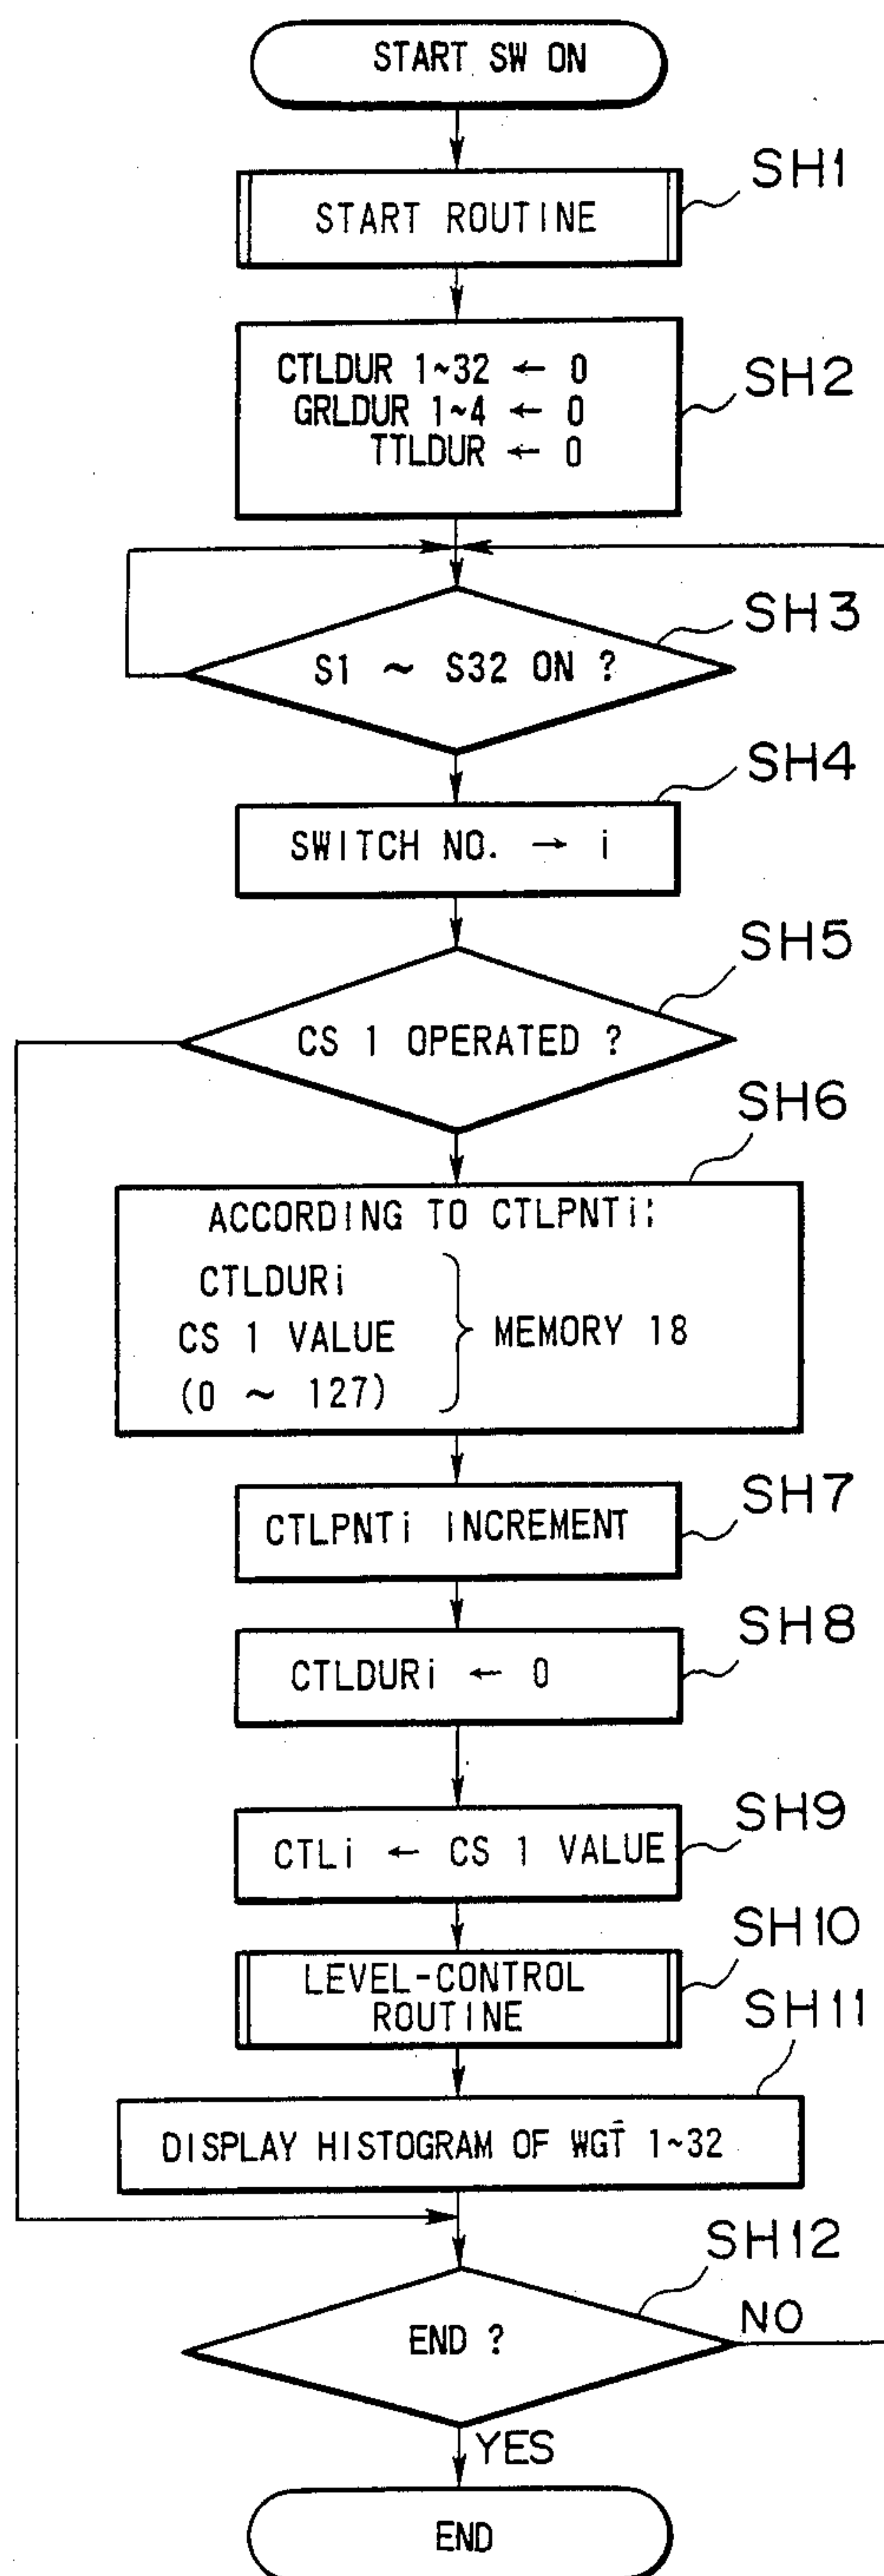 START SW ON
SH1
START ROUTINE
SH2
CTLDUR 1~32 ← 0
GRLDUR 1~4 ← 0
TTLDUR ← 0
SH3
S1 ~ S32 ON ?
SH4
SWITCH NO. → i
SH5
CS 1 OPERATED ?
SH6
ACCORDING TO CTLPNTi:
CTLDURi
CS 1 VALUE
(0 ~ 127)
MEMORY 18
SH7
CTLPNTi INCREMENT
SH8
CTLDURi ← 0
SH9
CTLi ← CS 1 VALUE
SH10
LEVEL-CONTROL
ROUTINE
SH11
DISPLAY HISTOGRAM OF WGT 1~32
SH12
END ?
NO
YES
END